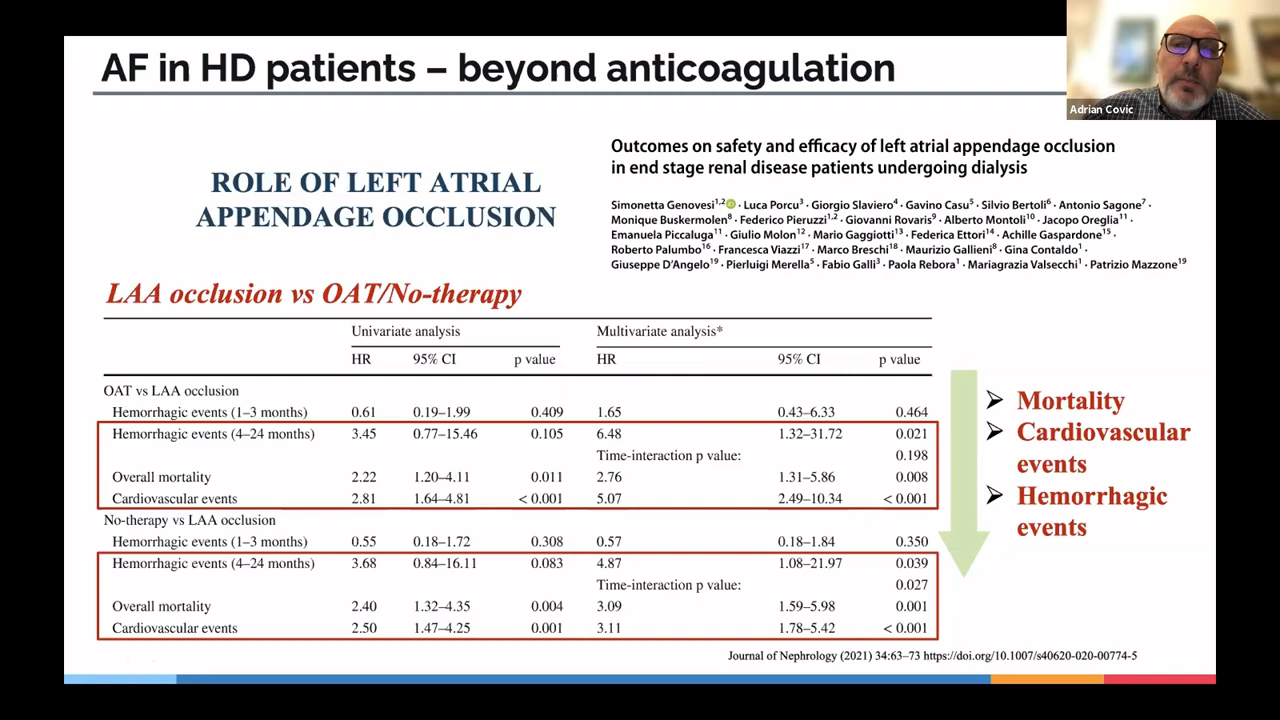 AF in HD patients – beyond anticoagulation
Adrian Covic
ROLE OF LEFT ATRIAL
APPENDAGE OCCLUSION
Outcomes on safety and efficacy of left atrial appendage occlusion
in end stage renal disease patients undergoing dialysis
Simonetta Genovesi1,2 · Luca Porcu3 · Giorgio Slaviero4 · Gavino Casu5 · Silvio Bertoli6 · Antonio Sagone7 ·
Monique Buskermolen8 · Federico Pieruzzi1,2 · Giovanni Rovaris9 · Alberto Montoli10 · Jacopo Oreglia11 ·
Emanuela Piccaluga11 · Giulio Molon12 · Mario Gaggiotti13 · Federica Ettori14 · Achille Gaspardone15 ·
Roberto Palumbo16 · Francesca Viazzi17 · Marco Breschi18 · Maurizio Gallieni8 · Gina Contaldo1 ·
Giuseppe D'Angelo19 · Pierluigi Merella5 · Fabio Galli3 · Paola Rebora1 · Mariagrazia Valsecchi1 · Patrizio Mazzone19
LAA occlusion vs OAT/No-therapy
Univariate analysis Multivariate analysis*
HR 95% CI p value HR 95% CI p value
OAT vs LAA occlusion
Hemorrhagic events (1–3 months) 0.61 0.19–1.99 0.409 1.65 0.43–6.33 0.464
Hemorrhagic events (4–24 months) 3.45 0.77–15.46 0.105 6.48 1.32–31.72 0.021
Time-interaction p value: 0.198
Overall mortality 2.22 1.20–4.11 0.011 2.76 1.31–5.86 0.008
Cardiovascular events 2.81 1.64–4.81 < 0.001 5.07 2.49–10.34 < 0.001
No-therapy vs LAA occlusion
Hemorrhagic events (1–3 months) 0.55 0.18–1.72 0.308 0.57 0.18–1.84 0.350
Hemorrhagic events (4–24 months) 3.68 0.84–16.11 0.083 4.87 1.08–21.97 0.039
Time-interaction p value: 0.027
Overall mortality 2.40 1.32–4.35 0.004 3.09 1.59–5.98 0.001
Cardiovascular events 2.50 1.47–4.25 0.001 3.11 1.78–5.42 < 0.001
➢ Mortality
➢ Cardiovascular
events
➢ Hemorrhagic
events
Journal of Nephrology (2021) 34:63–73 https://doi.org/10.1007/s40620-020-00774-5